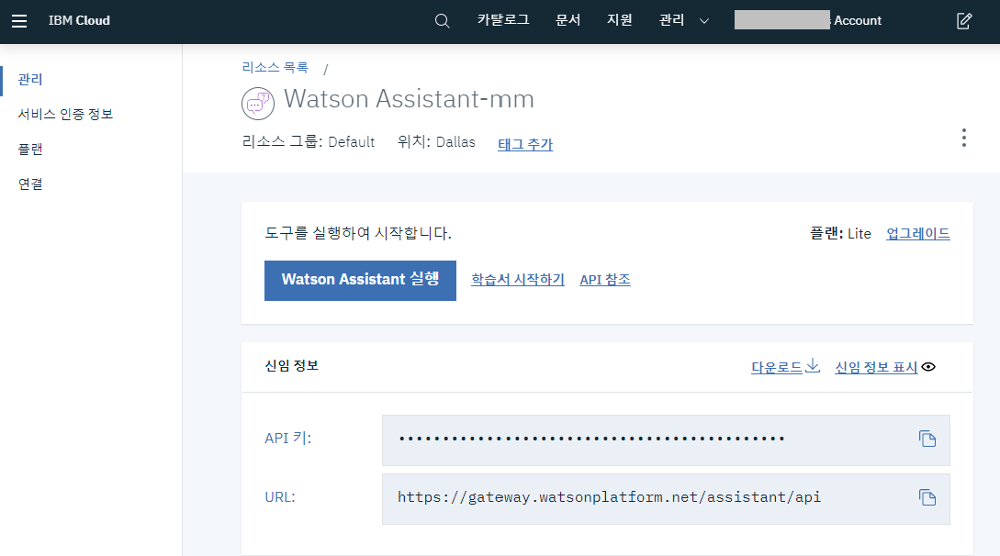 IBM Cloud 카탈로그 문서 지원 관리 Account
관리
서비스 인증 정보
플랜
연결
리소스 목록 /
Watson Assistant-mm
리소스 그룹: Default 위치: Dallas 태그 추가
도구를 실행하여 시작합니다. 플랜: Lite 업그레이드
Watson Assistant 실행 학습서 시작하기 API 참조
신임 정보 다운로드 신임 정보 표시
API 키: ••••••••••••••••••••••••••••••••••••••••••••
URL: https://gateway.watsonplatform.net/assistant/api